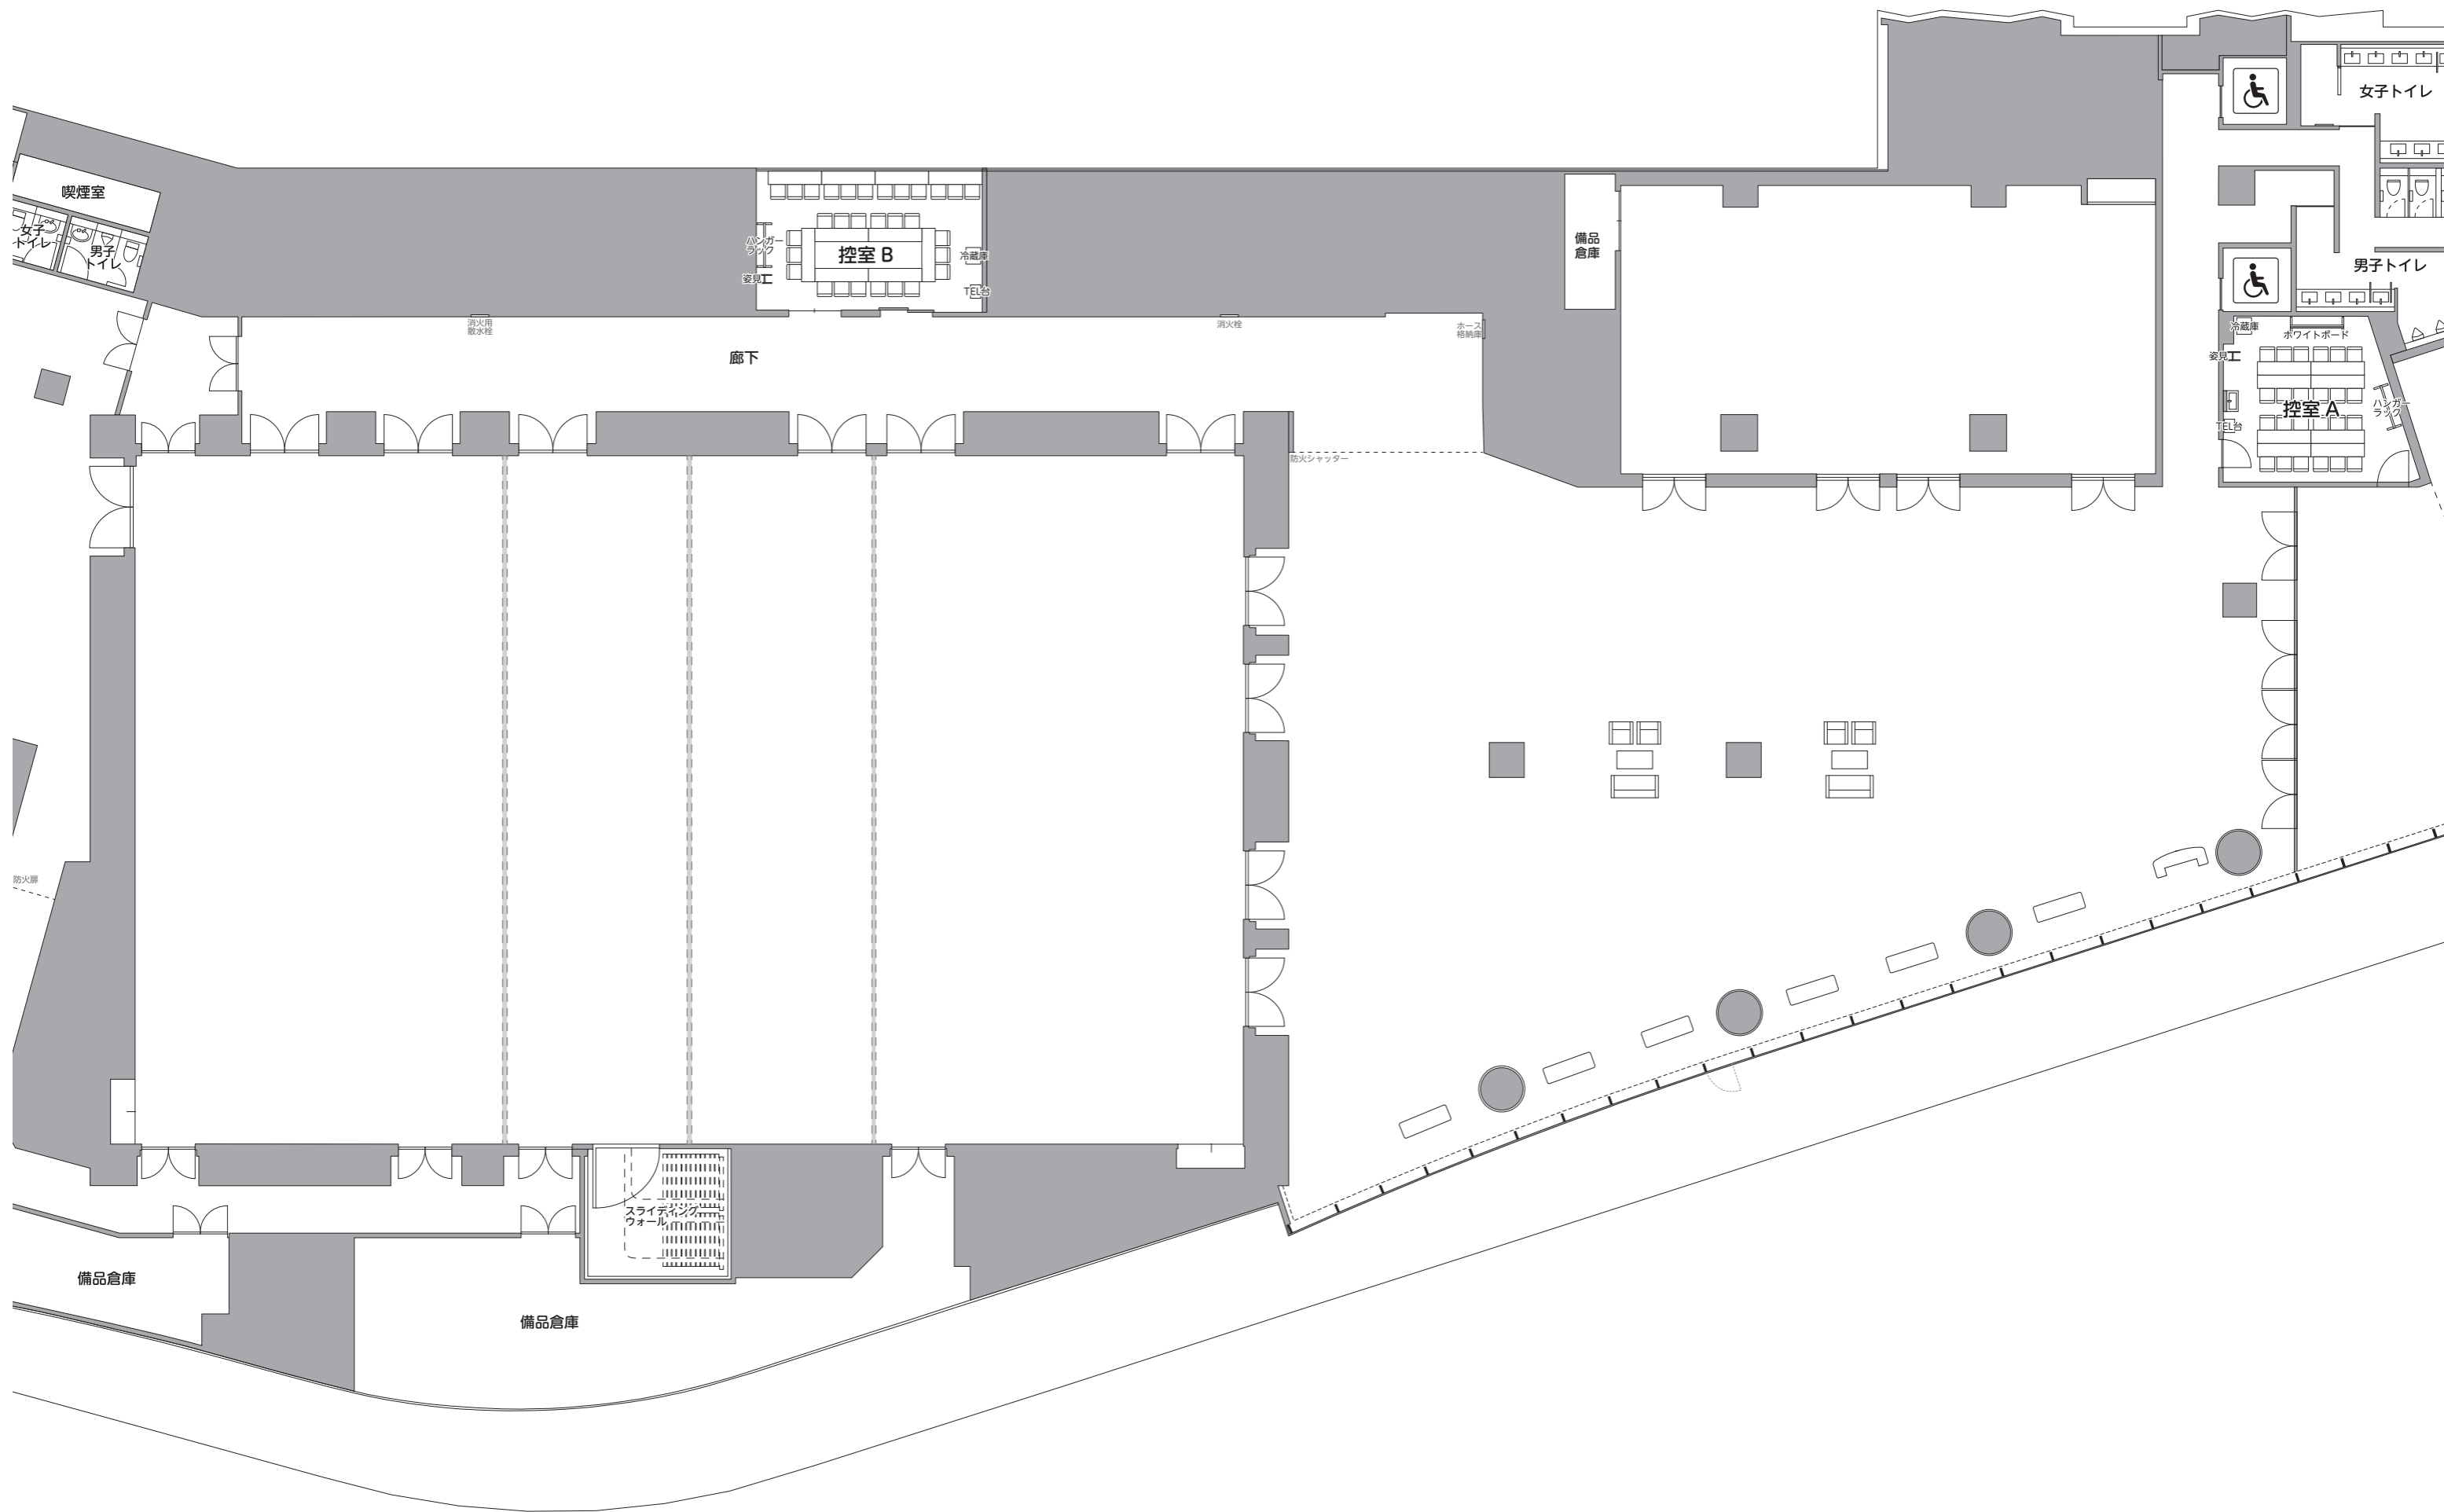 女子トイレ
喫煙室
女子
トイレ
男子
トイレ
ハンガー
ラック
控室 B
冷蔵庫
姿見
TEL台
備品
倉庫
男子トイレ
消火用
散水栓
消火栓
ホース
格納庫
冷蔵庫
ホワイトボード
姿見
廊下
控室 A
ハンガー
ラック
TEL台
防火シャッター
防火扉
スライディング
ウォール
備品倉庫
備品倉庫